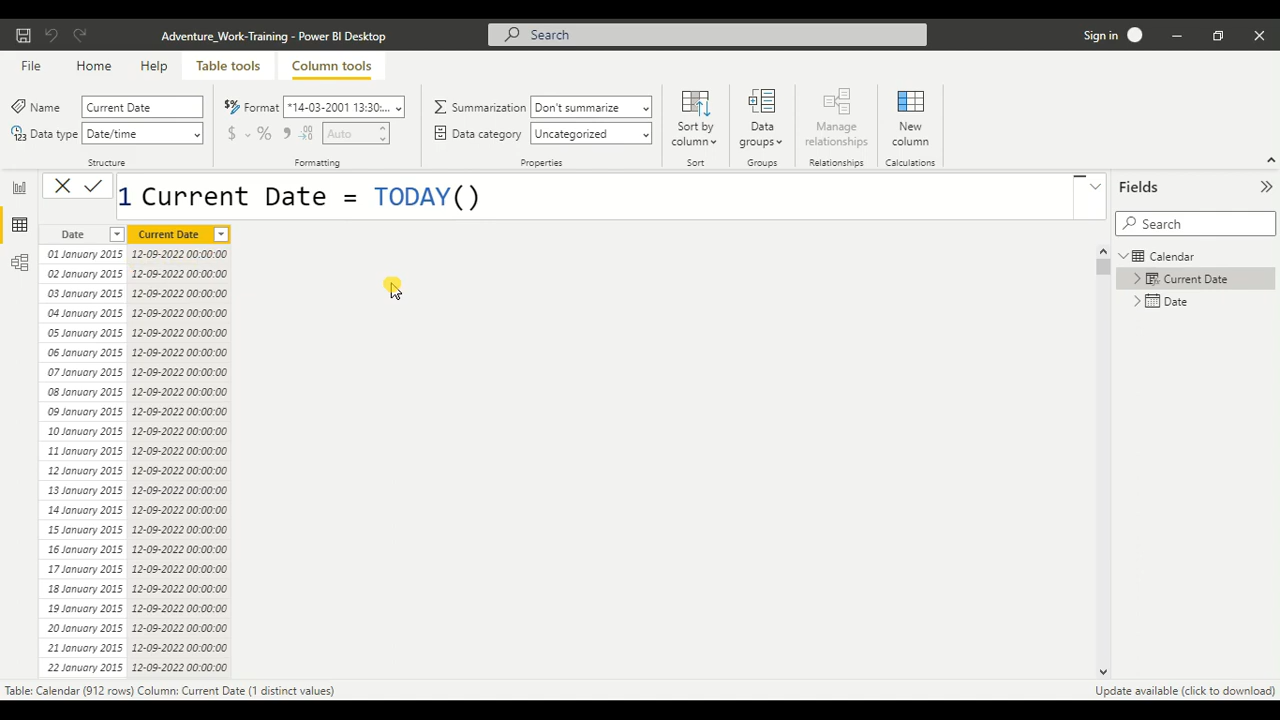 Adventure_Work-Training - Power BI Desktop
Search
Sign in
File
Home
Help
Table tools
Column tools
Name
Current Date
Data type
Date/time
Structure
Format
*14-03-2001 13:30:...
$
%
Auto
Formatting
Summarization
Don't summarize
Data category
Uncategorized
Properties
Sort by
column
Sort
Data
groups
Groups
Manage
relationships
Relationships
New
column
Calculations
1 Current Date = TODAY()
Date Current Date
01 January 2015 12-09-2022 00:00:00
02 January 2015 12-09-2022 00:00:00
03 January 2015 12-09-2022 00:00:00
04 January 2015 12-09-2022 00:00:00
05 January 2015 12-09-2022 00:00:00
06 January 2015 12-09-2022 00:00:00
07 January 2015 12-09-2022 00:00:00
08 January 2015 12-09-2022 00:00:00
09 January 2015 12-09-2022 00:00:00
10 January 2015 12-09-2022 00:00:00
11 January 2015 12-09-2022 00:00:00
12 January 2015 12-09-2022 00:00:00
13 January 2015 12-09-2022 00:00:00
14 January 2015 12-09-2022 00:00:00
15 January 2015 12-09-2022 00:00:00
16 January 2015 12-09-2022 00:00:00
17 January 2015 12-09-2022 00:00:00
18 January 2015 12-09-2022 00:00:00
19 January 2015 12-09-2022 00:00:00
20 January 2015 12-09-2022 00:00:00
21 January 2015 12-09-2022 00:00:00
22 January 2015 12-09-2022 00:00:00
Fields
Search
Calendar
Current Date
Date
Table: Calendar (912 rows) Column: Current Date (1 distinct values)
Update available (click to download)